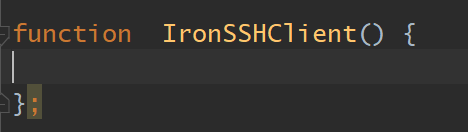 function  IronSSHClient() {
};